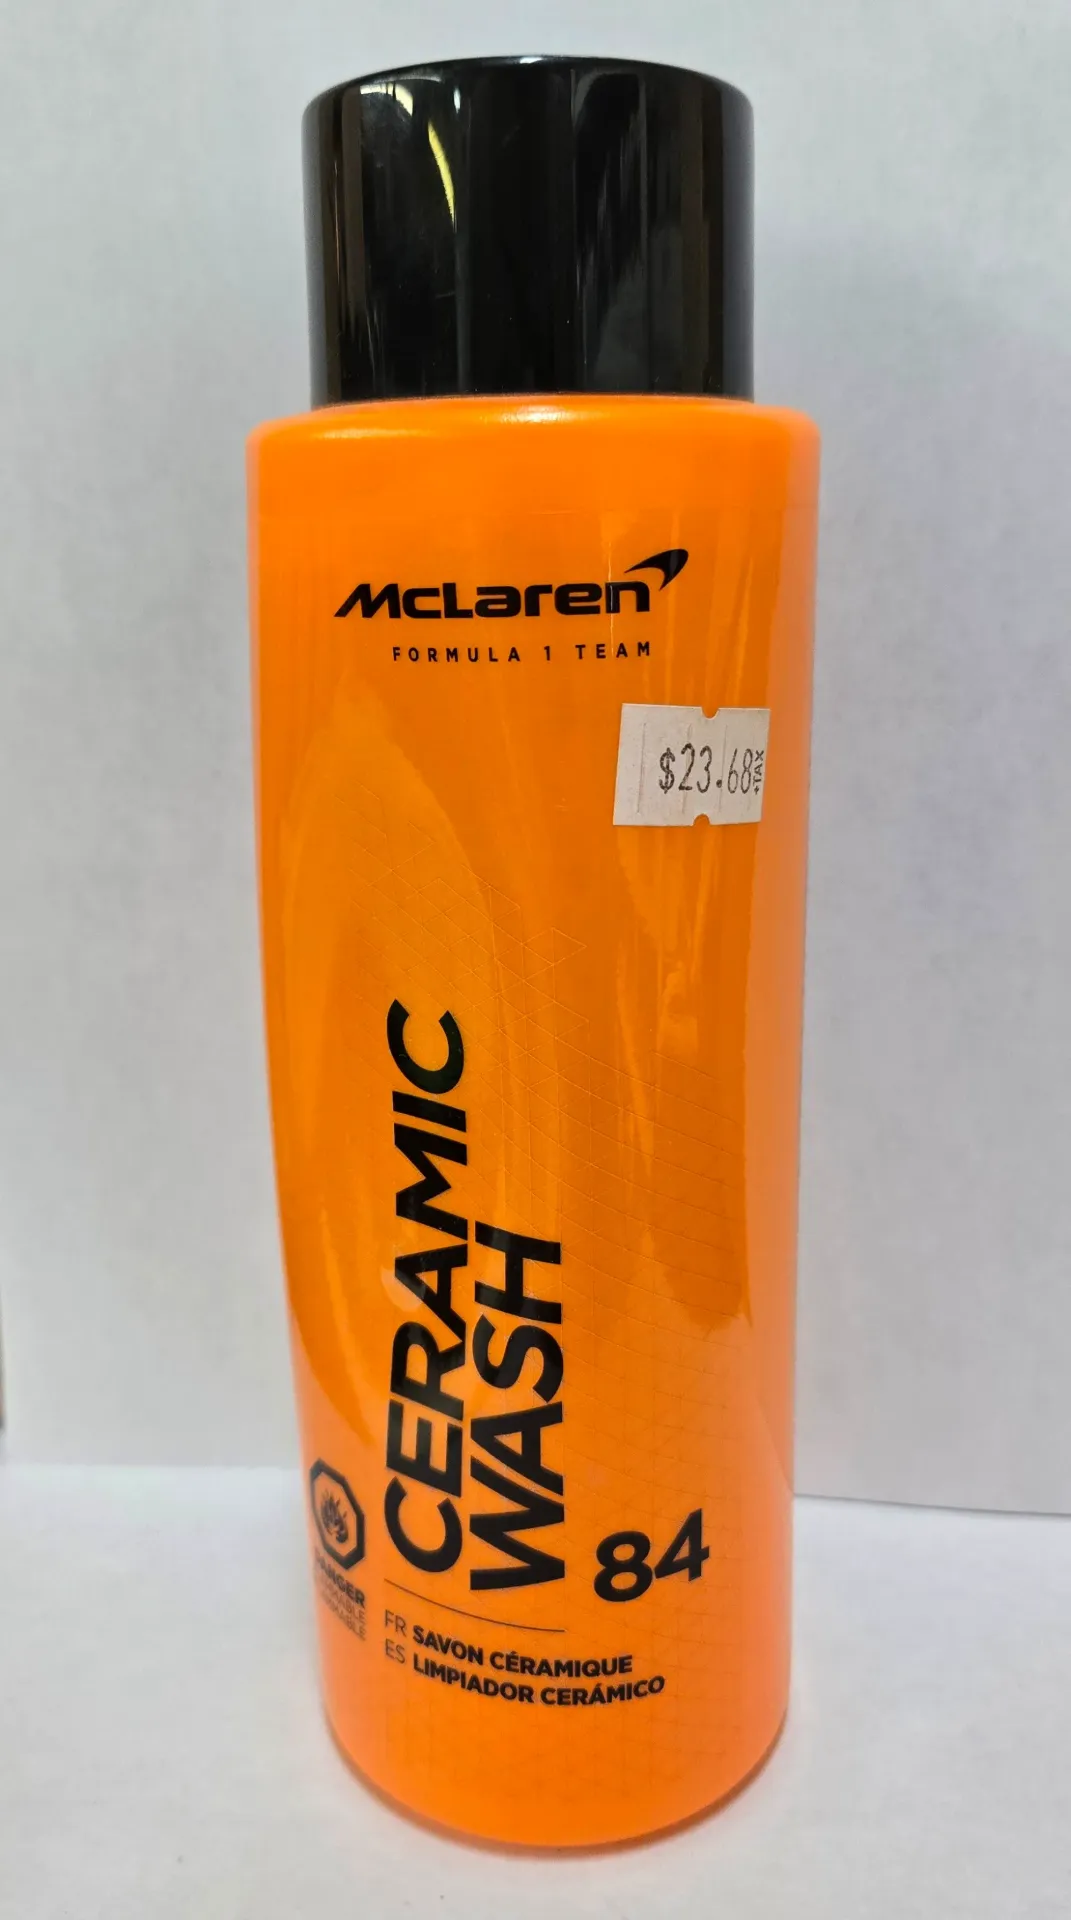 McLaren
FORMULA 1 TEAM
$23.68
+TAX
CERAMIC
WASH
84
DANGER
FR SAVON CÉRAMIQUE
ES LIMPIADOR CERÁMICO